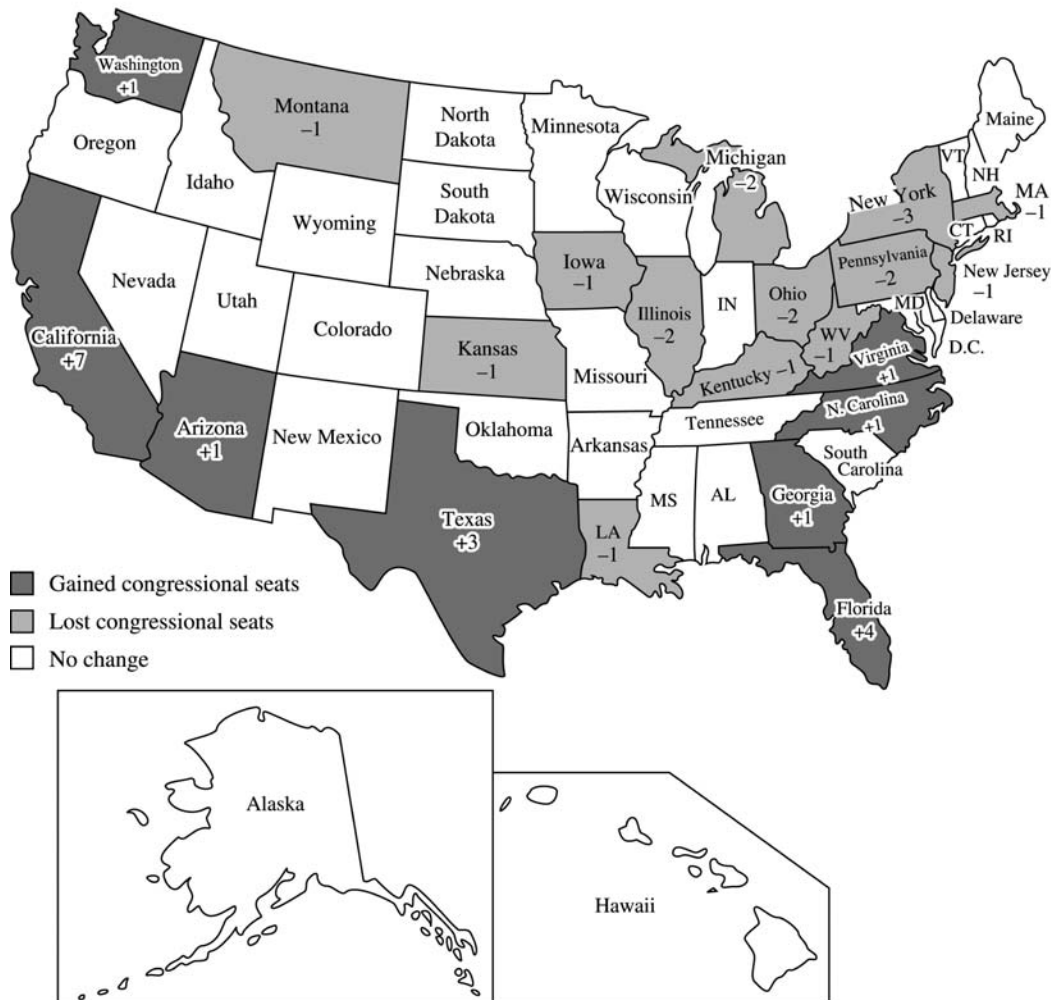 Washington
+1
Montana
−1
North
Dakota
Minnesota
Maine
Oregon
Idaho
VT
NH
Michigan
−2
Wisconsin
South
Dakota
Wyoming
New York
−3
MA
−1
CT
RI
Nevada
Utah
Nebraska
Iowa
−1
Pennsylvania
−2
New Jersey
−1
Illinois
−2
IN
Ohio
−2
MD
Delaware
Colorado
California
+7
Kansas
−1
Missouri
WV
−1
D.C.
Virginia
+1
Kentucky −1
N. Carolina
+1
Tennessee
Arizona
+1
New Mexico
Oklahoma
Arkansas
South
Carolina
MS
AL
Georgia
+1
Texas
+3
LA
−1
Florida
+4
Gained congressional seats
Lost congressional seats
No change
Alaska
Hawaii